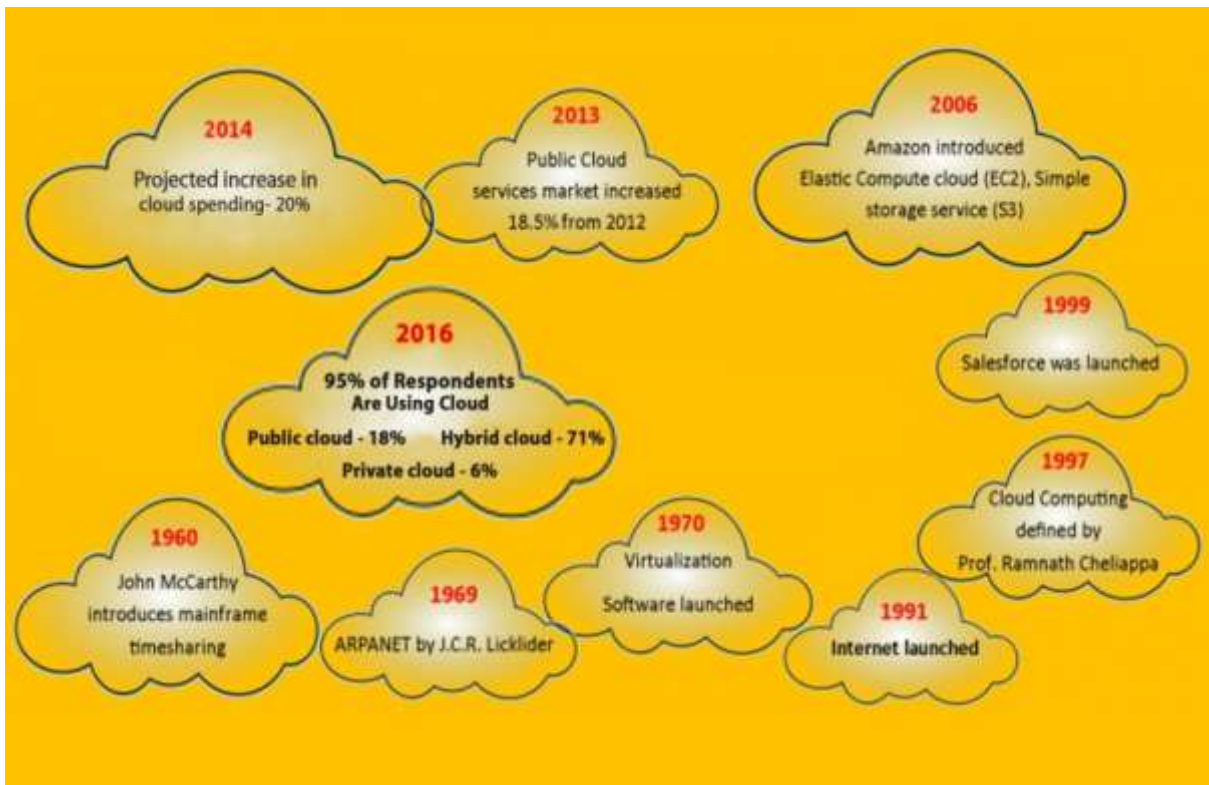 2014
Projected increase in
cloud spending- 20%
2013
Public Cloud
services market increased
18.5% from 2012
2006
Amazon introduced
Elastic Compute cloud (EC2), Simple
storage service (S3)
1999
Salesforce was launched
2016
95% of Respondents
Are Using Cloud
Public cloud - 18% Hybrid cloud - 71%
Private cloud - 6%
1997
Cloud Computing
defined by
Prof. Ramnath Cheliappa
1960
John McCarthy
introduces mainframe
timesharing
1969
ARPANET by J.C.R. Licklider
1970
Virtualization
Software launched
1991
Internet launched